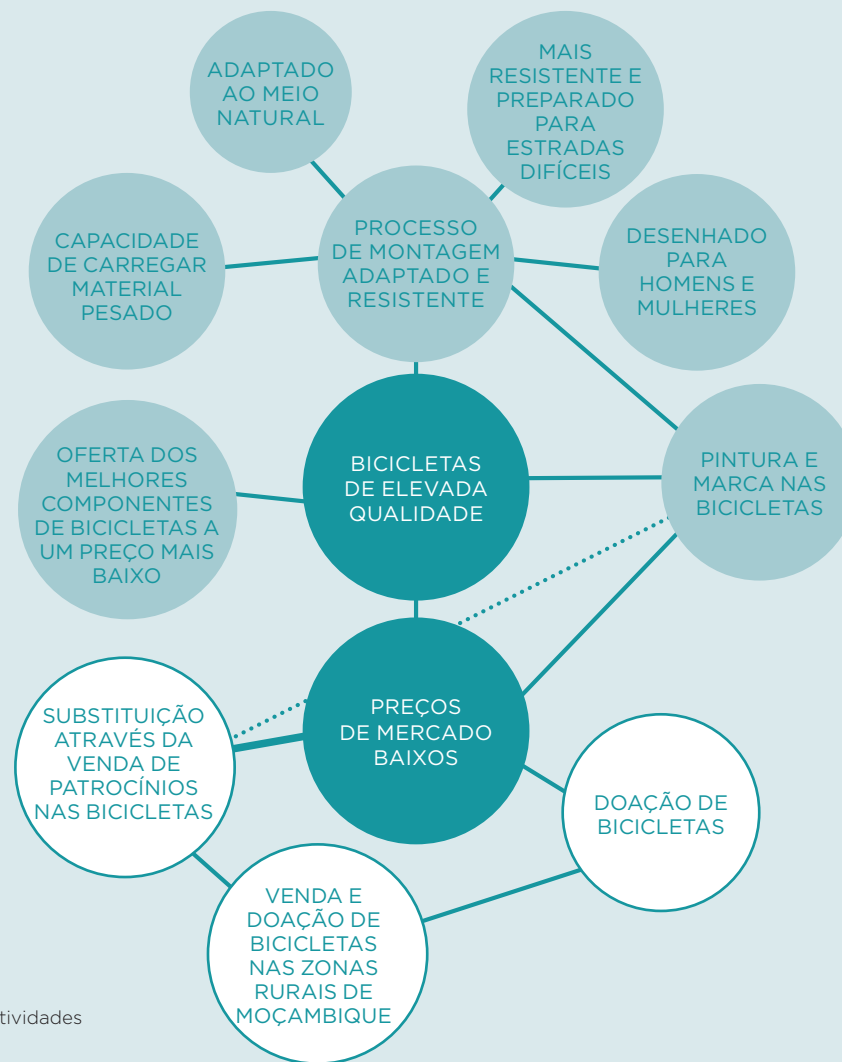 ADAPTADO
AO MEIO
NATURAL
MAIS
RESISTENTE E
PREPARADO
PARA
ESTRADAS
DIFÍCEIS
CAPACIDADE
DE CARREGAR
MATERIAL
PESADO
PROCESSO
DE MONTAGEM
ADAPTADO E
RESISTENTE
DESENHADO
PARA
HOMENS E
MULHERES
OFERTA DOS
MELHORES
COMPONENTES
DE BICICLETAS A
UM PREÇO MAIS
BAIXO
BICICLETAS
DE ELEVADA
QUALIDADE
PINTURA E
MARCA NAS
BICICLETAS
SUBSTITUIÇÃO
ATRAVÉS DA
VENDA DE
PATROCÍNIOS
NAS BICICLETAS
PREÇOS
DE MERCADO
BAIXOS
DOAÇÃO DE
BICICLETAS
VENDA E
DOAÇÃO DE
BICICLETAS
NAS ZONAS
RURAIS DE
MOÇAMBIQUE
tividades